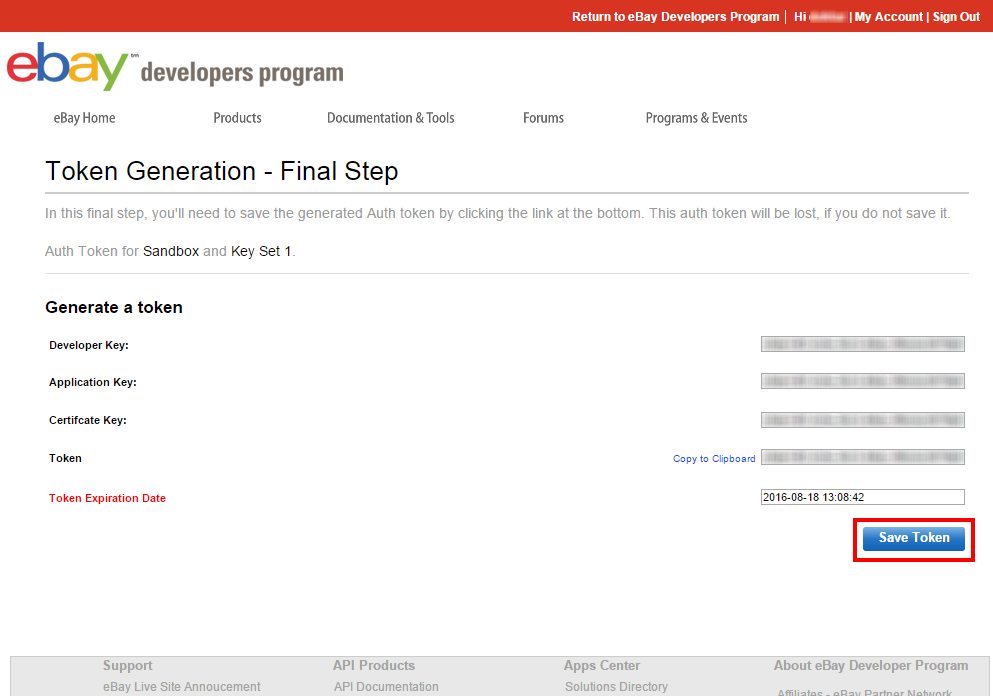 Return to eBay Developers Program | Hi | My Account | Sign Out
ebay™ developers program
eBay Home Products Documentation & Tools Forums Programs & Events
Token Generation - Final Step
In this final step, you'll need to save the generated Auth token by clicking the link at the bottom. This auth token will be lost, if you do not save it.
Auth Token for Sandbox and Key Set 1.
Generate a token
Developer Key:
Application Key:
Certifcate Key:
Token Copy to Clipboard
Token Expiration Date 2016-08-18 13:08:42
Save Token
Support API Products Apps Center About eBay Developer Program
eBay Live Site Annoucement API Documentation Solutions Directory Affiliates - eBay Partner Network